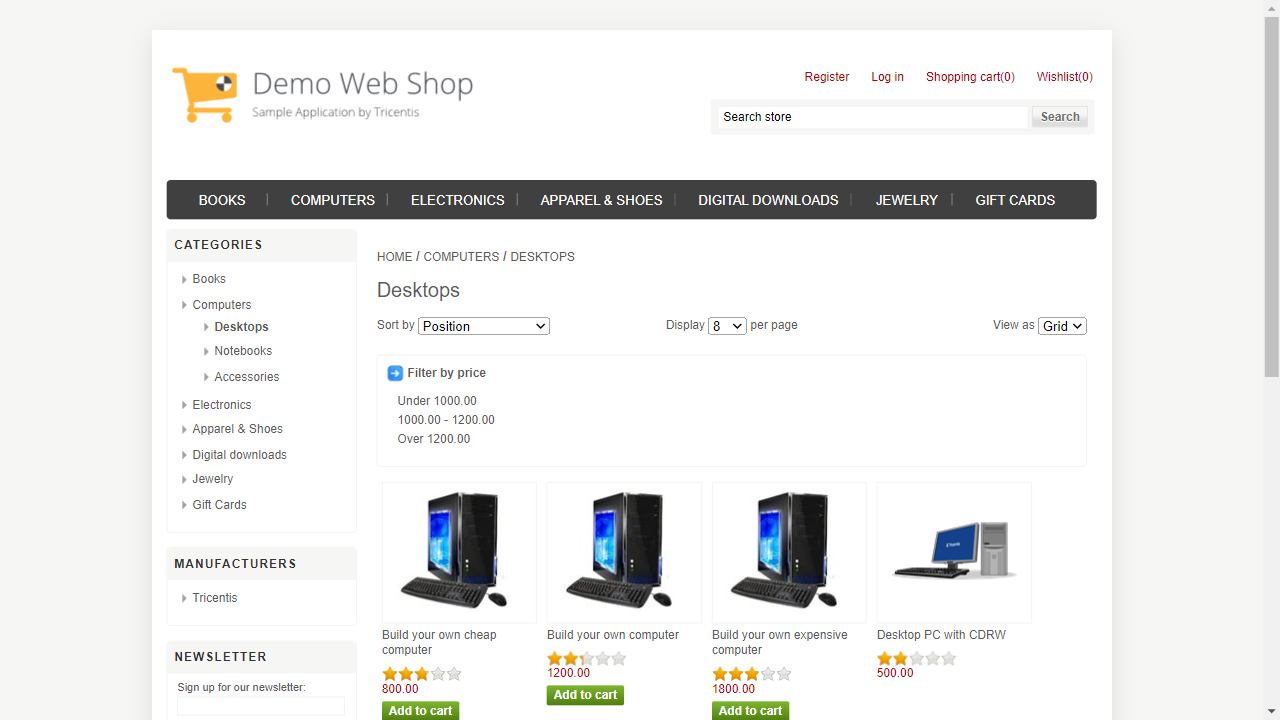 Demo Web Shop
Sample Application by Tricentis
Register Log in Shopping cart(0) Wishlist(0)
Search store Search
BOOKS COMPUTERS ELECTRONICS APPAREL & SHOES DIGITAL DOWNLOADS JEWELRY GIFT CARDS
CATEGORIES
Books
Computers
Desktops
Notebooks
Accessories
Electronics
Apparel & Shoes
Digital downloads
Jewelry
Gift Cards
MANUFACTURERS
Tricentis
NEWSLETTER
Sign up for our newsletter:
HOME / COMPUTERS / DESKTOPS
Desktops
Sort by Position Display 8 per page View as Grid
Filter by price
Under 1000.00
1000.00 - 1200.00
Over 1200.00
Build your own cheap
computer
800.00
Add to cart
Build your own computer
1200.00
Add to cart
Build your own expensive
computer
1800.00
Add to cart
Desktop PC with CDRW
500.00